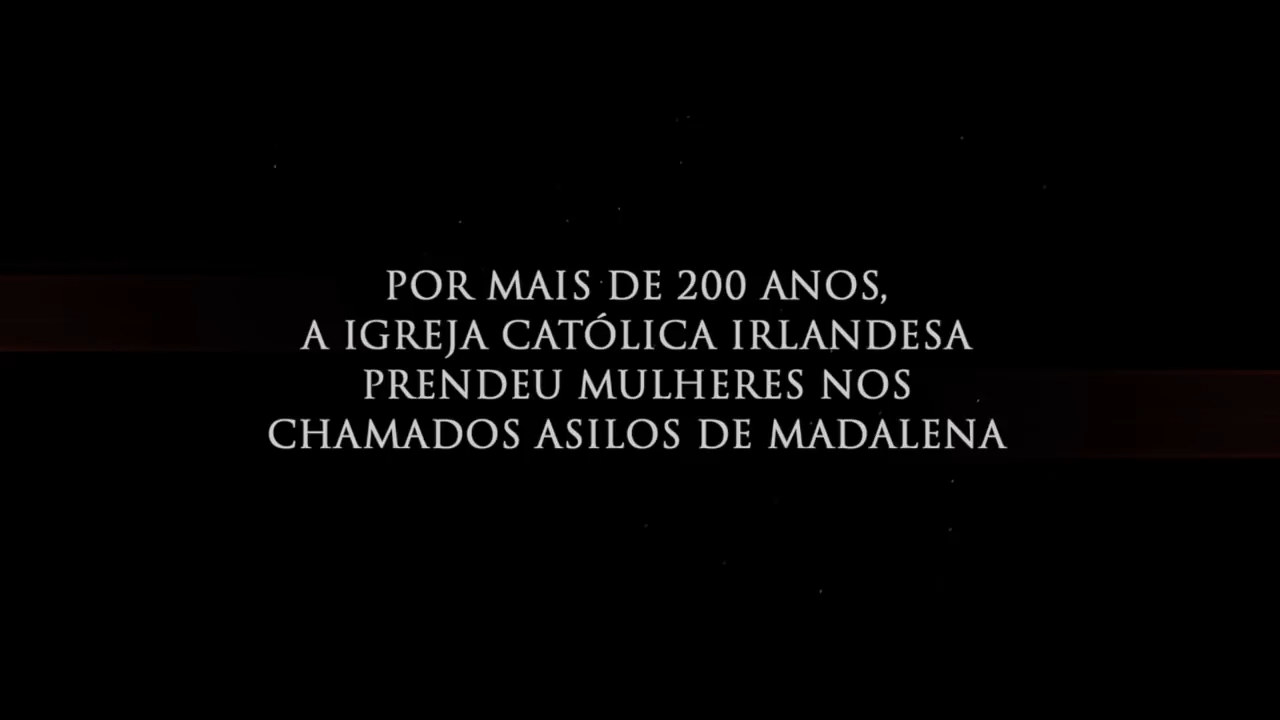 POR MAIS DE 200 ANOS,
A IGREJA CATÓLICA IRLANDESA
PRENDEU MULHERES NOS
CHAMADOS ASILOS DE MADALENA